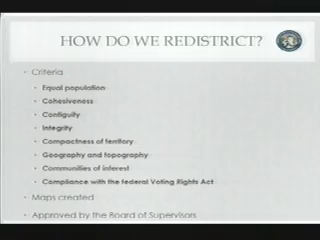 HOW DO WE REDISTRICT?
Criteria
Equal population
Cohesiveness
Contiguity
Integrity
Compactness of territory
Geography and topography
Communities of interest
Compliance with the federal Voting Rights Act
Maps created
Approved by the Board of Supervisors